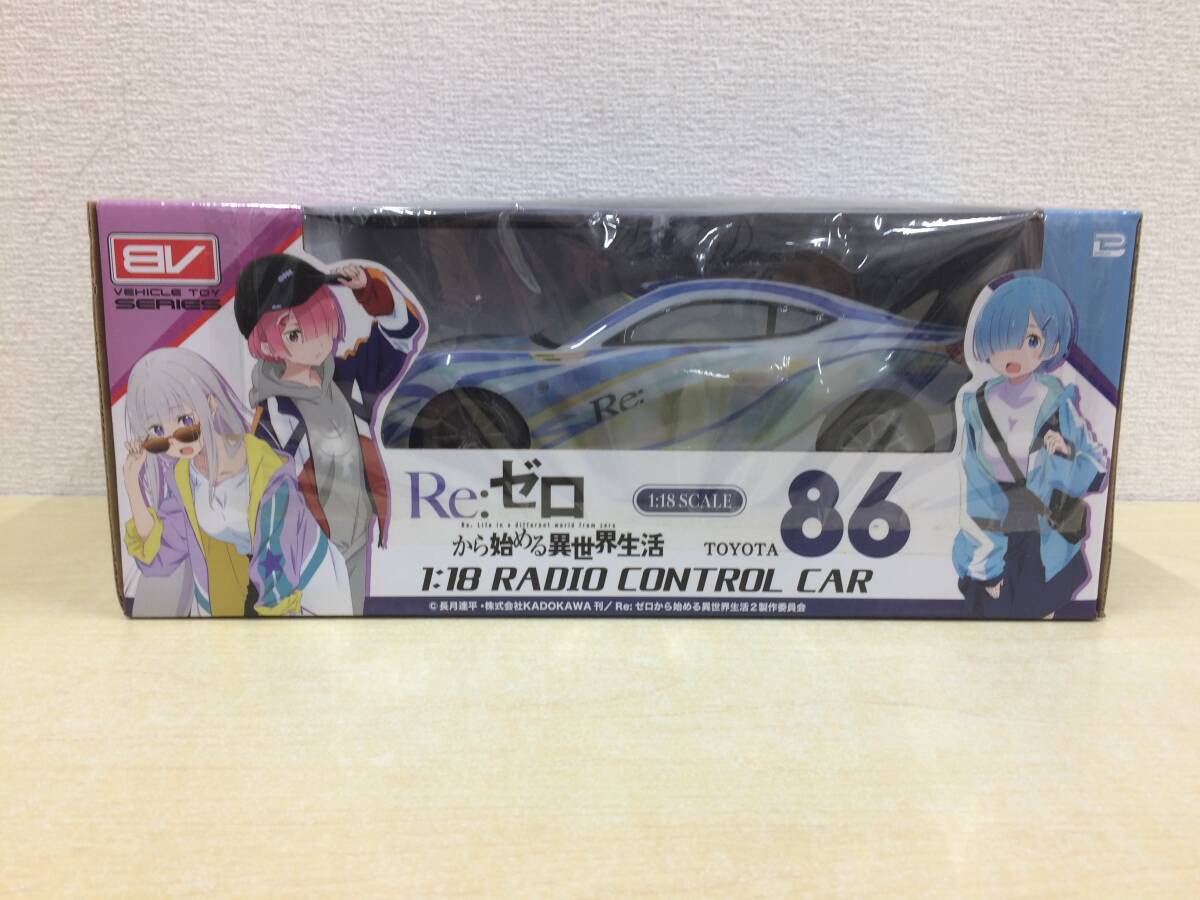 BV
VEHICLE TOY
SERIES
Re:
Re:ゼロ
Re: Life in a different world from zero
から始める異世界生活
1:18 SCALE
TOYOTA 86
1:18 RADIO CONTROL CAR
©長月達平・株式会社KADOKAWA刊／Re:ゼロから始める異世界生活2製作委員会